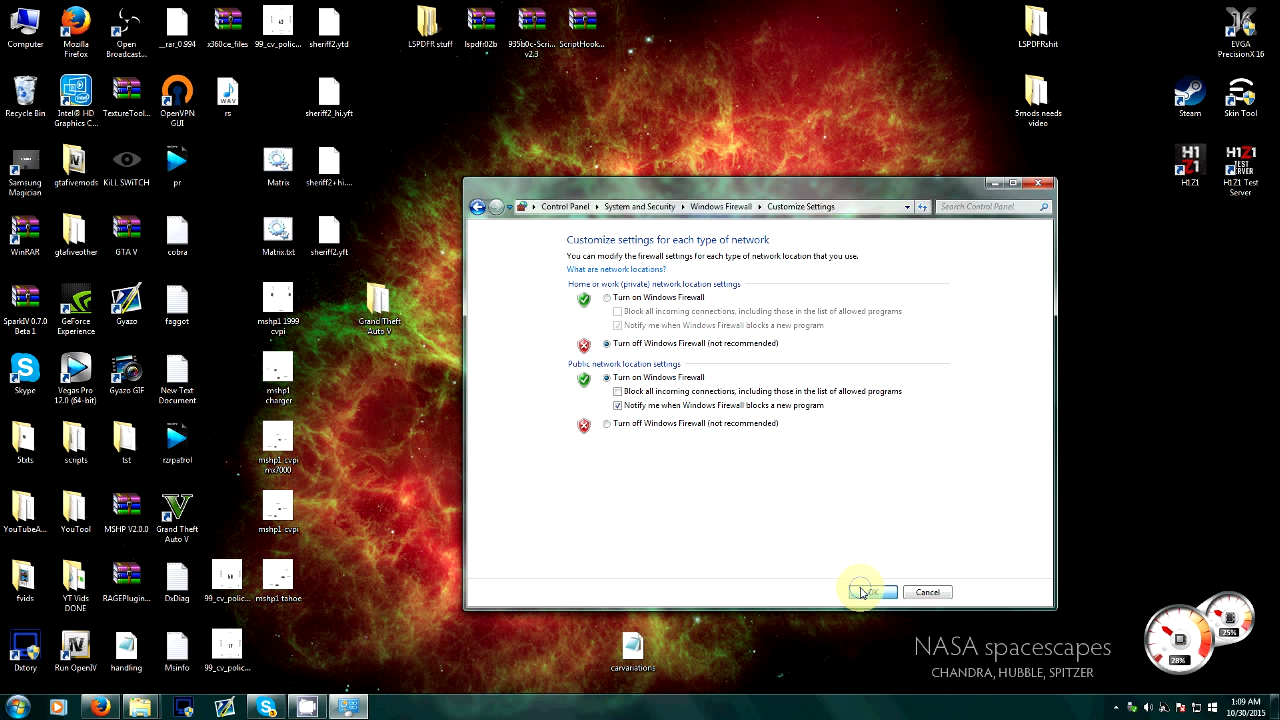 Computer
Mozilla
Firefox
Open
Broadcast...
__rar_0.994
x360ce_files
99_cv_polic...
sheriff2.ytd
LSPDFR stuff
lspdfr02b
935b0c-Scri...
v2.3
ScriptHook...
LSPDFRshit
EVGA
PrecisionX 16
Recycle Bin
Intel® HD
Graphics C...
TextureTool...
OpenVPN
GUI
WAV
rs
sheriff2_hi.yft
5mods needs
video
Steam
Skin Tool
Samsung
Magician
gtafivemods
KiLL SWiTCH
pr
Matrix
sheriff2+hi....
H1Z1
H1Z1
H1Z1
TEST
SERVER
H1Z1 Test
Server
WinRAR
gtafiveother
GTA V
cobra
Matrix.txt
sheriff2.yft
SparkIV 0.7.0
Beta 1
GeForce
Experience
Gyazo
faggot
mshp1 1999
cvpi
Grand Theft
Auto V
Skype
Vegas Pro
12.0 (64-bit)
Gyazo GIF
New Text
Document
mshp1
charger
5txts
scripts
tst
rzrpatrol
mshp1 cvpi
mx7000
YouTubeA...
YouTool
MSHP V2.0.0
Grand Theft
Auto V
mshp1-cvpi
fvids
YT Vids
DONE
RAGEPlugin...
DxDiag
99_cv_polic...
mshp1 tahoe
Dxtory
Run OpenIV
handling
Msinfo
99_cv_polic...
carvariations
Control Panel
System and Security
Windows Firewall
Customize Settings
Search Control Panel
Customize settings for each type of network
You can modify the firewall settings for each type of network location that you use.
What are network locations?
Home or work (private) network location settings
Turn on Windows Firewall
Block all incoming connections, including those in the list of allowed programs
Notify me when Windows Firewall blocks a new program
Turn off Windows Firewall (not recommended)
Public network location settings
Turn on Windows Firewall
Block all incoming connections, including those in the list of allowed programs
Notify me when Windows Firewall blocks a new program
Turn off Windows Firewall (not recommended)
OK
Cancel
NASA spacescapes
CHANDRA, HUBBLE, SPITZER
28%
25%
1:09 AM
10/30/2015